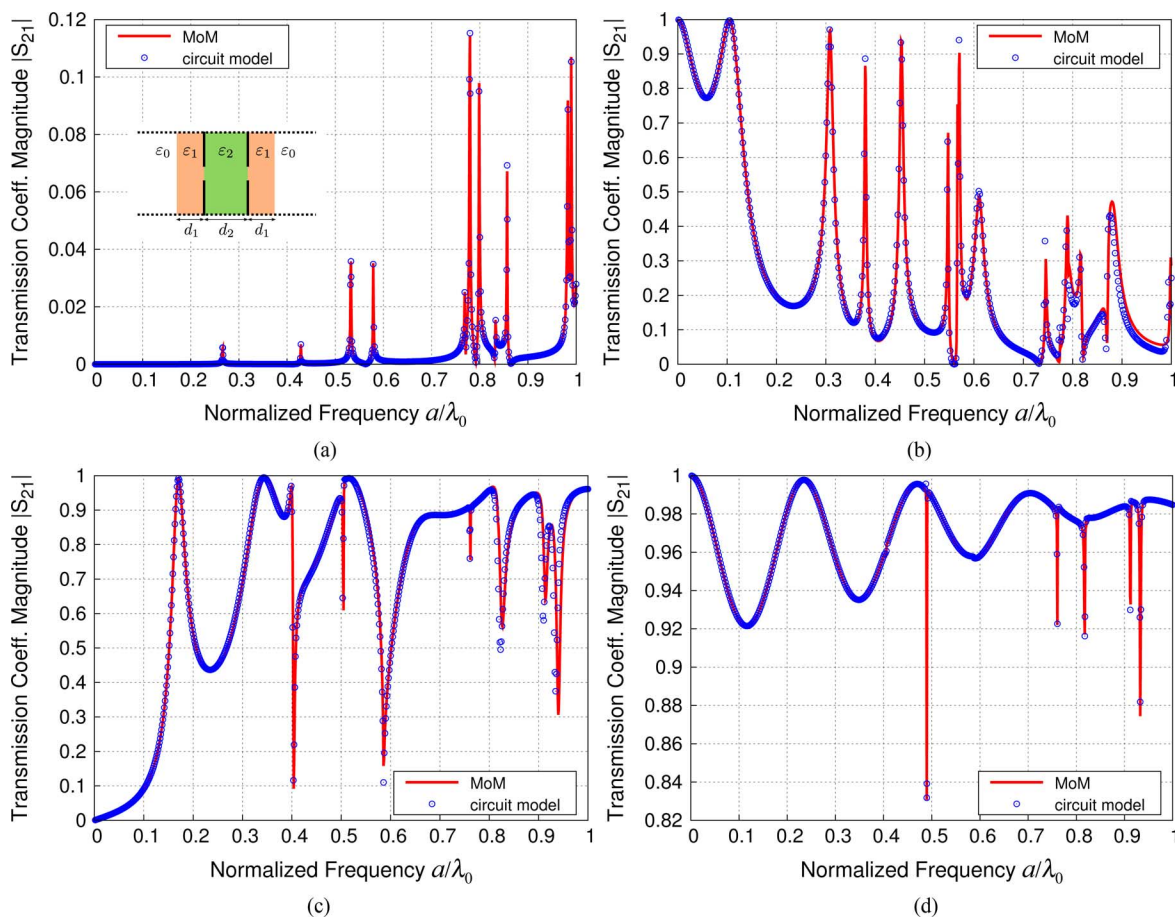 Transmission Coeff. Magnitude |S21|
0.12
0.1
0.08
0.06
0.04
0.02
0
MoM
circuit model
ε0 ε1 ε2 ε1 ε0
d1 d2 d1
0 0.1 0.2 0.3 0.4 0.5 0.6 0.7 0.8 0.9 1
Normalized Frequency a/λ0
(a)
Transmission Coeff. Magnitude |S21|
1
0.9
0.8
0.7
0.6
0.5
0.4
0.3
0.2
0.1
0
MoM
circuit model
0 0.1 0.2 0.3 0.4 0.5 0.6 0.7 0.8 0.9 1
Normalized Frequency a/λ0
(b)
Transmission Coeff. Magnitude |S21|
1
0.9
0.8
0.7
0.6
0.5
0.4
0.3
0.2
0.1
0
MoM
circuit model
0 0.1 0.2 0.3 0.4 0.5 0.6 0.7 0.8 0.9 1
Normalized Frequency a/λ0
(c)
Transmission Coeff. Magnitude |S21|
1
0.98
0.96
0.94
0.92
0.9
0.88
0.86
0.84
0.82
MoM
circuit model
0 0.1 0.2 0.3 0.4 0.5 0.6 0.7 0.8 0.9 1
Normalized Frequency a/λ0
(d)